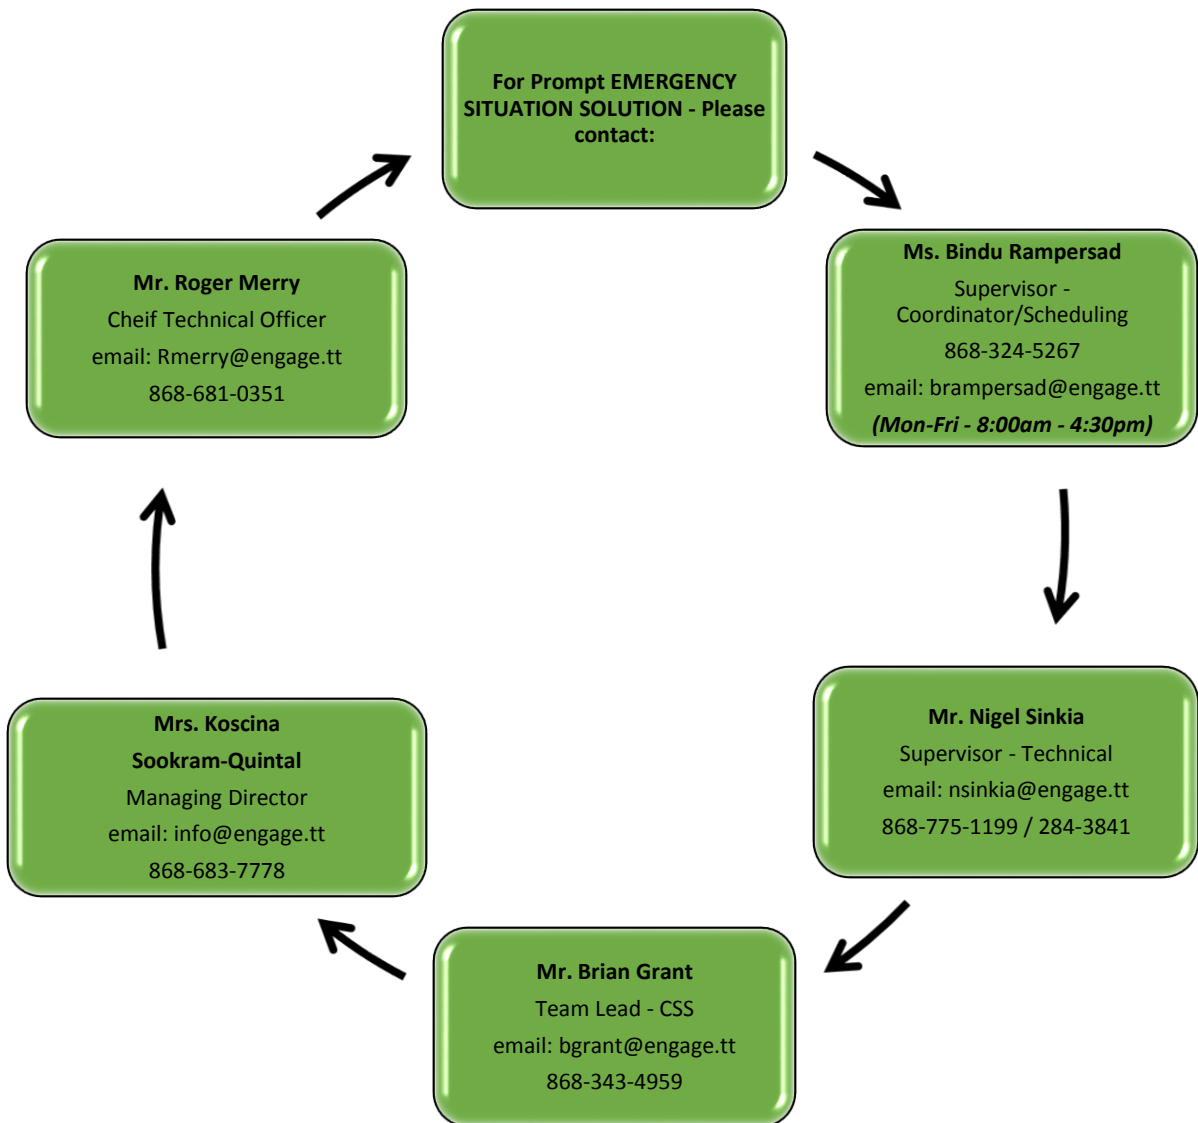 For Prompt EMERGENCY
SITUATION SOLUTION - Please
contact:
Ms. Bindu Rampersad
Supervisor -
Coordinator/Scheduling
868-324-5267
email: brampersad@engage.tt
(Mon-Fri - 8:00am - 4:30pm)
Mr. Nigel Sinkia
Supervisor - Technical
email: nsinkia@engage.tt
868-775-1199 / 284-3841
Mr. Brian Grant
Team Lead - CSS
email: bgrant@engage.tt
868-343-4959
Mrs. Koscina
Sookram-Quintal
Managing Director
email: info@engage.tt
868-683-7778
Mr. Roger Merry
Cheif Technical Officer
email: Rmerry@engage.tt
868-681-0351